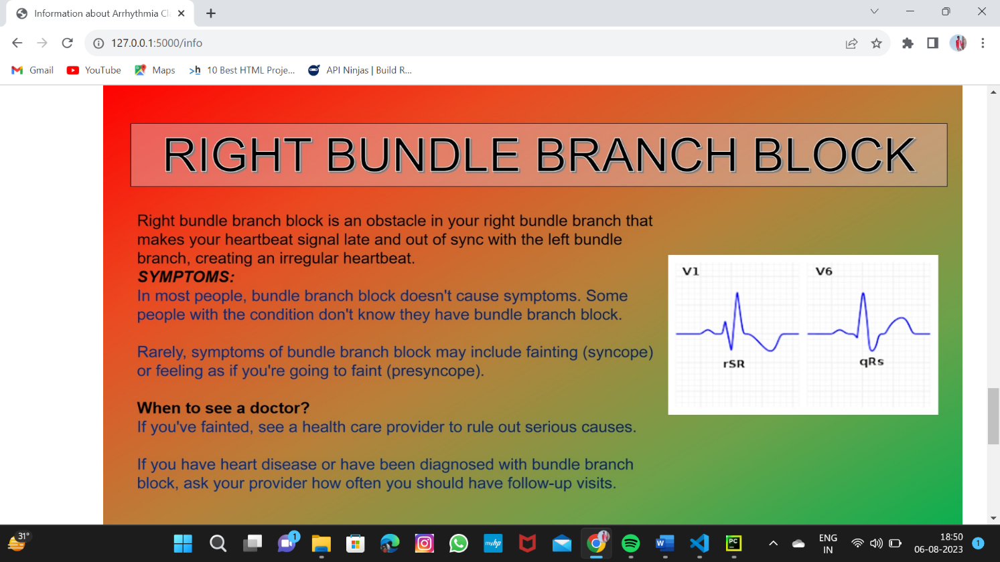 Information about Arrhythmia Cl
127.0.0.1:5000/info
Gmail
YouTube
Maps
>h
10 Best HTML Proje...
API Ninjas | Build R...
RIGHT BUNDLE BRANCH BLOCK
Right bundle branch block is an obstacle in your right bundle branch that
makes your heartbeat signal late and out of sync with the left bundle
branch, creating an irregular heartbeat.
SYMPTOMS:
In most people, bundle branch block doesn't cause symptoms. Some
people with the condition don't know they have bundle branch block.
Rarely, symptoms of bundle branch block may include fainting (syncope)
or feeling as if you're going to faint (presyncope).
When to see a doctor?
If you've fainted, see a health care provider to rule out serious causes.
If you have heart disease or have been diagnosed with bundle branch
block, ask your provider how often you should have follow-up visits.
V1
V6
rSR
qRs
31°
1
myhp
W
PC
ENG
IN
18:50
06-08-2023
1